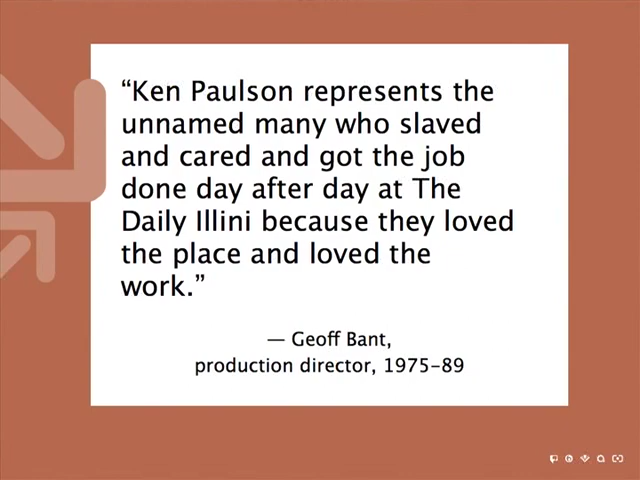 “Ken Paulson represents the
unnamed many who slaved
and cared and got the job
done day after day at The
Daily Illini because they loved
the place and loved the
work.”
— Geoff Bant,
production director, 1975–89